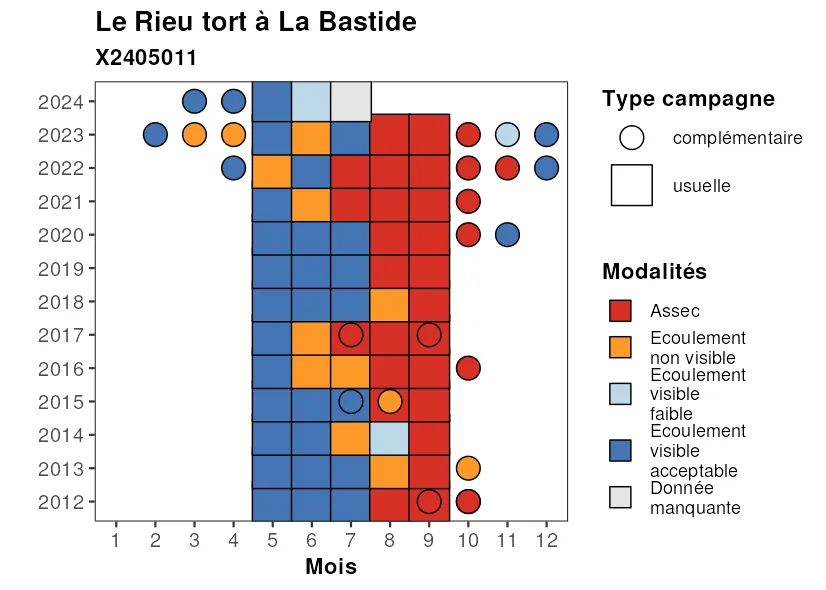 Le Rieu tort à La Bastide
X2405011
2024
2023
2022
2021
2020
2019
2018
2017
2016
2015
2014
2013
2012
1 2 3 4 5 6 7 8 9 10 11 12
Mois
Type campagne
complémentaire
usuelle
Modalités
Assec
Ecoulement
non visible
Ecoulement
visible
faible
Ecoulement
visible
acceptable
Donnée
manquante